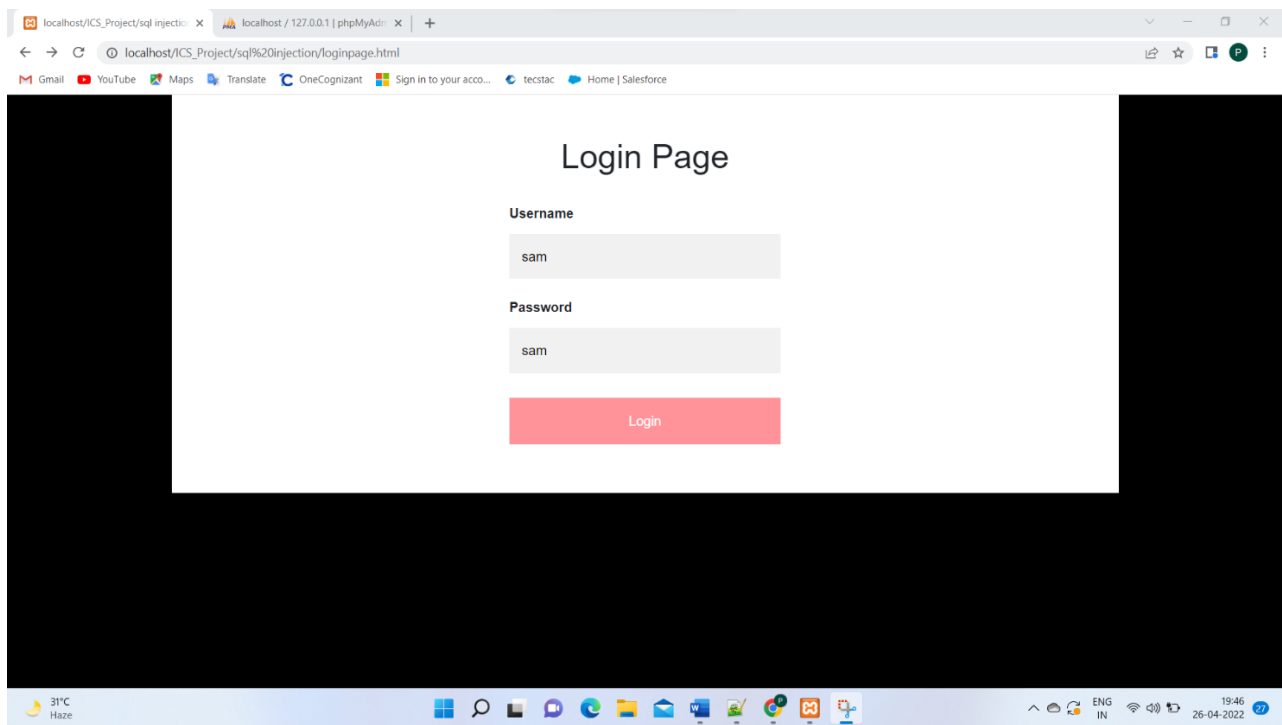 localhost/ICS_Project/sql injectio
localhost / 127.0.0.1 | phpMyAdm
localhost/ICS_Project/sql%20injection/loginpage.html
P
Gmail YouTube Maps Translate OneCognizant Sign in to your acco... tecstac Home | Salesforce
Login Page
Username
sam
Password
sam
Login
31°C
Haze
ENG
IN
19:46
26-04-2022
27